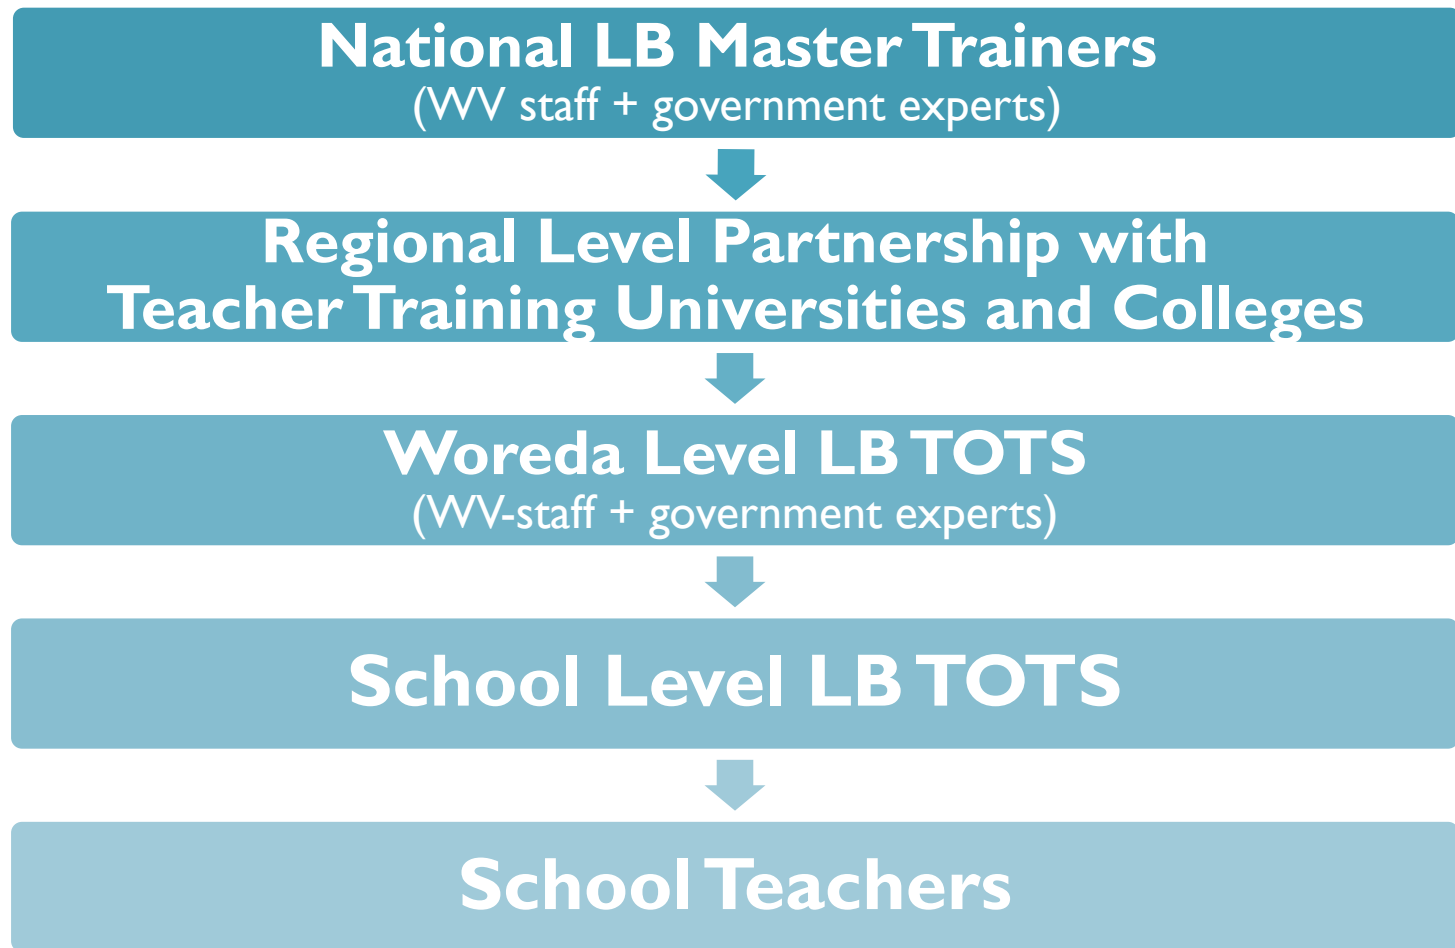 National LB Master Trainers
(WV staff + government experts)
Regional Level Partnership with
Teacher Training Universities and Colleges
Woreda Level LB TOTS
(WV-staff + government experts)
School Level LB TOTS
School Teachers